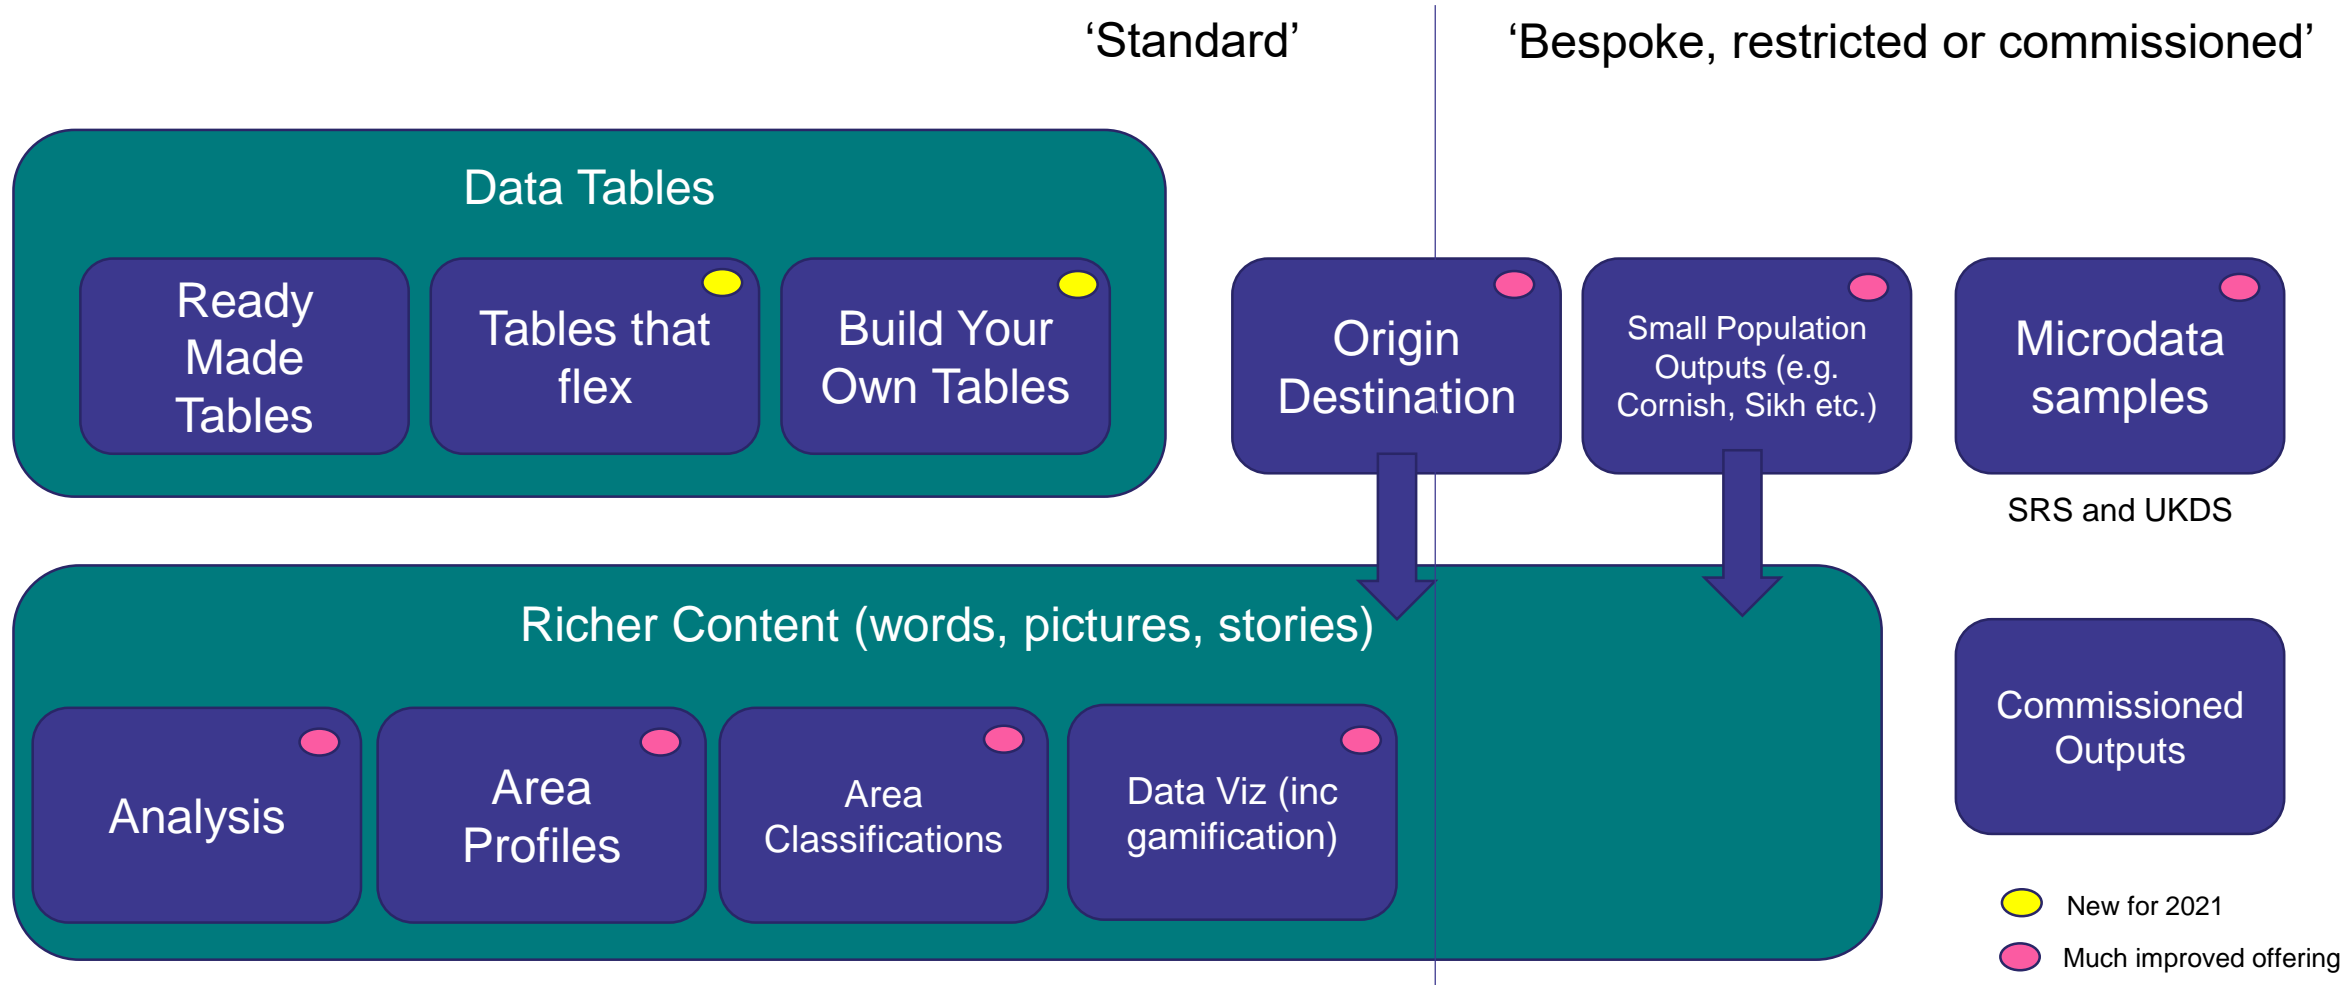 ‘Standard’
‘Bespoke, restricted or commissioned’
Data Tables
Ready
Made
Tables
Tables that
flex
Build Your
Own Tables
Origin
Destination
Small Population
Outputs (e.g.
Cornish, Sikh etc.)
Microdata
samples
SRS and UKDS
Richer Content (words, pictures, stories)
Analysis
Area
Profiles
Area
Classifications
Data Viz (inc
gamification)
Commissioned
Outputs
New for 2021
Much improved offering